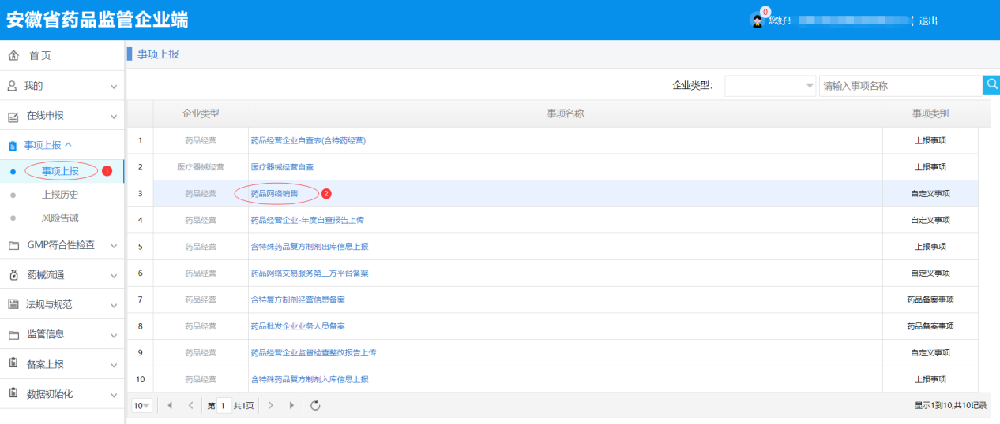 安徽省药品监管企业端
0
您好!
¦ 退出
首页
我的
在线申报
事项上报
事项上报 1
上报历史
风险告诫
GMP符合性检查
药械流通
法规与规范
监管信息
备案上报
数据初始化
事项上报
企业类型: 请输入事项名称
企业类型 事项名称 事项类别
1 药品经营 药品经营企业自查表(含特药经营) 上报事项
2 医疗器械经营 医疗器械经营自查 上报事项
3 药品经营 药品网络销售 2 自定义事项
4 药品经营 药品经营企业-年度自查报告上传 自定义事项
5 药品经营 含特殊药品复方制剂出库信息上报 上报事项
6 药品经营 药品网络交易服务第三方平台备案 自定义事项
7 药品经营 含特复方制剂经营信息备案 药品备案事项
8 药品经营 药品批发企业业务人员备案 药品备案事项
9 药品经营 药品经营企业监督检查整改报告上传 自定义事项
10 药品经营 含特殊药品复方制剂入库信息上报 上报事项
10 第 1 共1页 显示1到10,共10记录